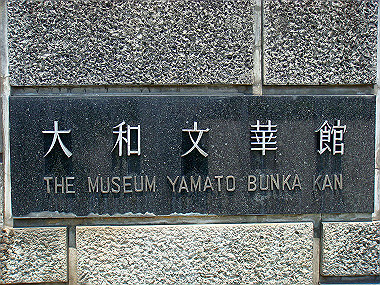 大和文華館
THE MUSEUM YAMATO BUNKA KAN